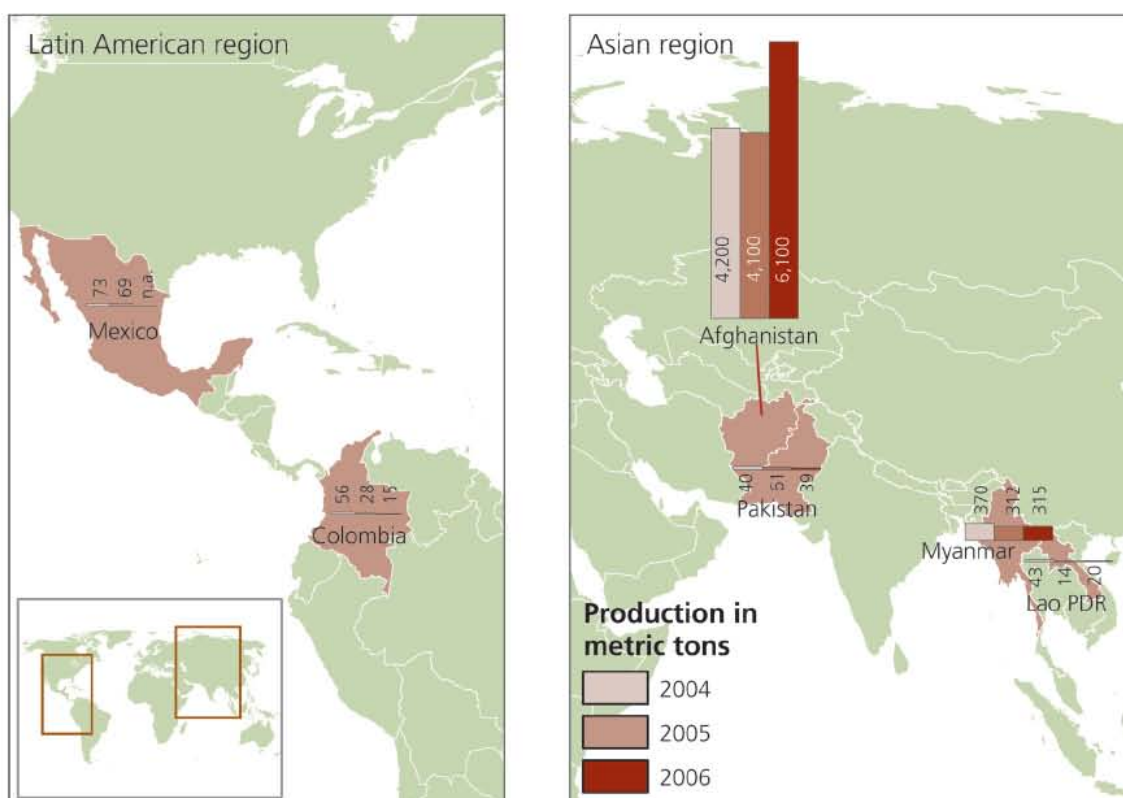 Latin American region
73
69
n.a.
Mexico
56
28
15
Colombia
Asian region
4,200
4,100
6,100
Afghanistan
40
51
39
Pakistan
370
312
315
Myanmar
43
14
20
Lao PDR
Production in
metric tons
2004
2005
2006